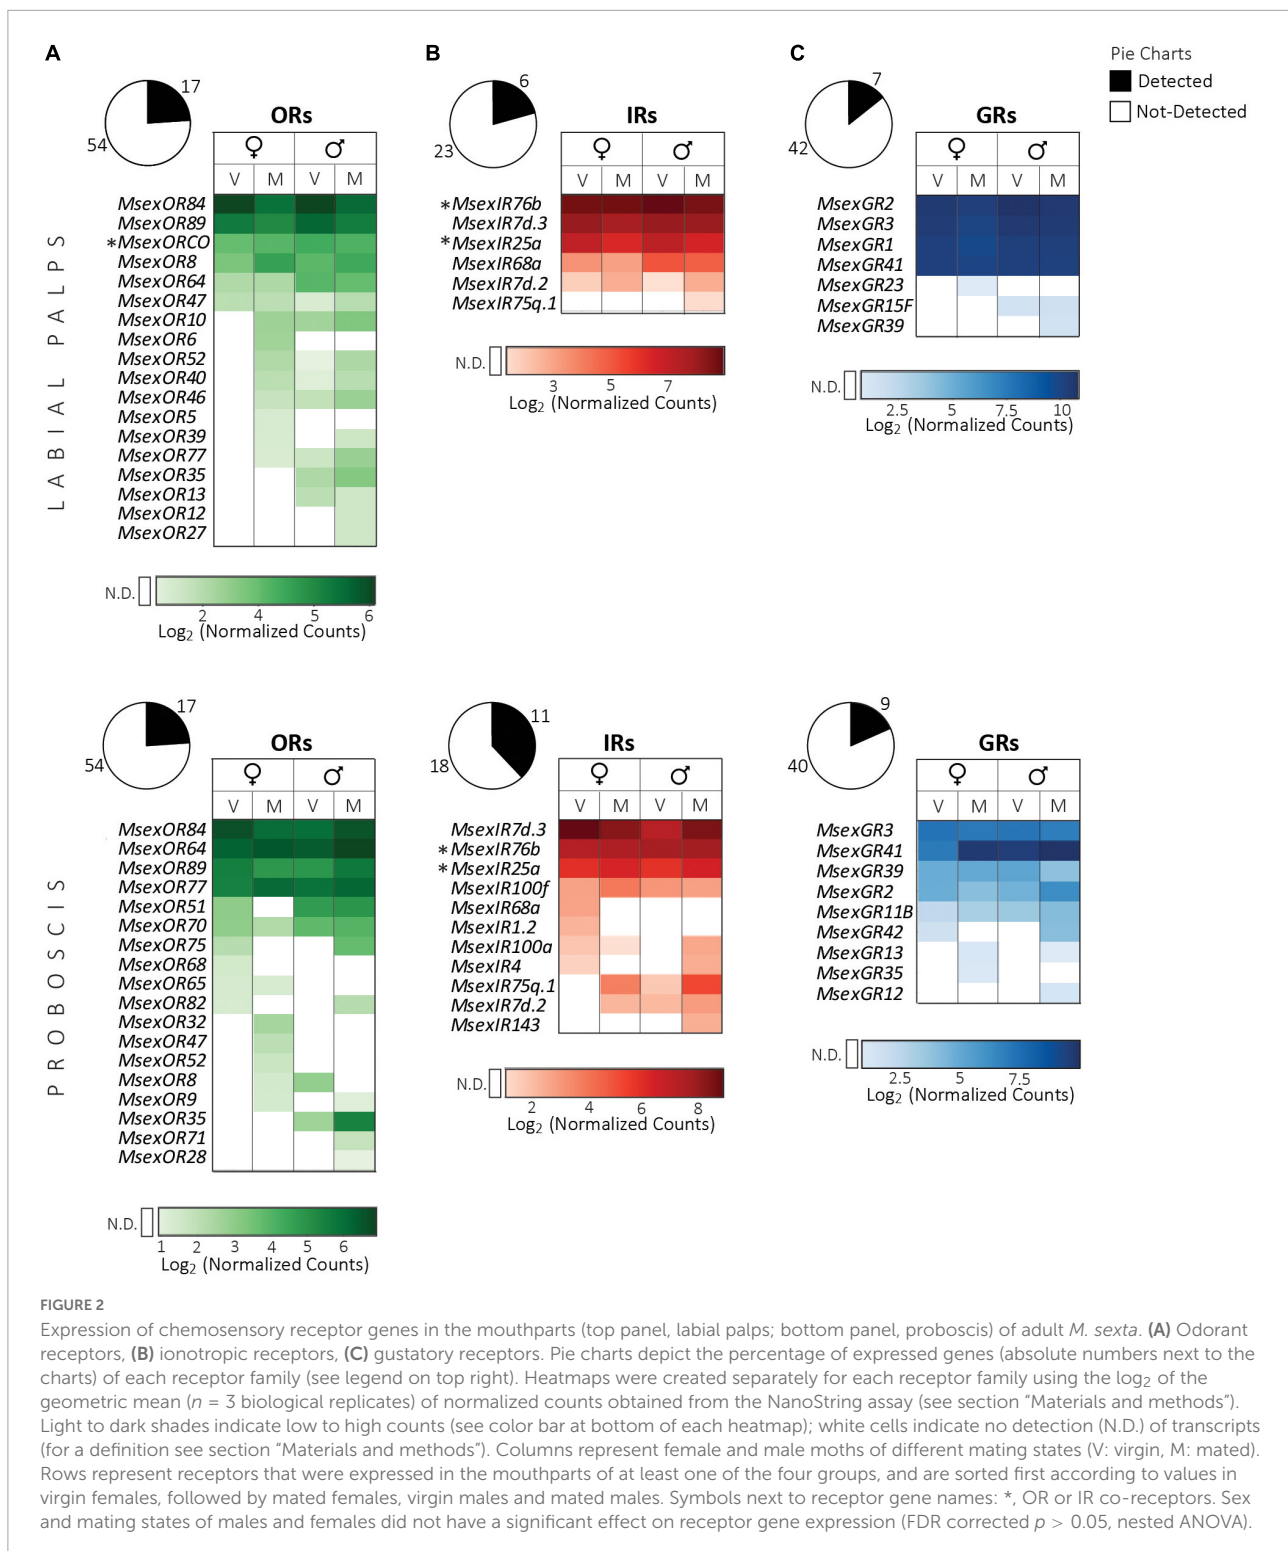 A
B
C
Pie Charts
Detected
Not-Detected
17
54
ORs
♀ ♂
V M V M
LABIAL PALPS
MsexOR84
MsexOR89
*MsexORCO
MsexOR8
MsexOR64
MsexOR47
MsexOR10
MsexOR6
MsexOR52
MsexOR40
MsexOR46
MsexOR5
MsexOR39
MsexOR77
MsexOR35
MsexOR13
MsexOR12
MsexOR27
N.D.
2 4 5 6
Log2 (Normalized Counts)
6
23
IRs
♀ ♂
V M V M
*MsexIR76b
MsexIR7d.3
*MsexIR25a
MsexIR68a
MsexIR7d.2
MsexIR75q.1
N.D.
3 5 7
Log2 (Normalized Counts)
7
42
GRs
♀ ♂
V M V M
MsexGR2
MsexGR3
MsexGR1
MsexGR41
MsexGR23
MsexGR15F
MsexGR39
N.D.
2.5 5 7.5 10
Log2 (Normalized Counts)
17
54
ORs
♀ ♂
V M V M
PROBOSCIS
MsexOR84
MsexOR64
MsexOR89
MsexOR77
MsexOR51
MsexOR70
MsexOR75
MsexOR68
MsexOR65
MsexOR82
MsexOR32
MsexOR47
MsexOR52
MsexOR8
MsexOR9
MsexOR35
MsexOR71
MsexOR28
N.D.
1 2 3 4 5 6
Log2 (Normalized Counts)
11
18
IRs
♀ ♂
V M V M
MsexIR7d.3
*MsexIR76b
*MsexIR25a
MsexIR100f
MsexIR68a
MsexIR1.2
MsexIR100a
MsexIR4
MsexIR75q.1
MsexIR7d.2
MsexIR143
N.D.
2 4 6 8
Log2 (Normalized Counts)
9
40
GRs
♀ ♂
V M V M
MsexGR3
MsexGR41
MsexGR39
MsexGR2
MsexGR11B
MsexGR42
MsexGR13
MsexGR35
MsexGR12
N.D.
2.5 5 7.5
Log2 (Normalized Counts)
FIGURE 2
Expression of chemosensory receptor genes in the mouthparts (top panel, labial palps; bottom panel, proboscis) of adult M. sexta. (A) Odorant
receptors, (B) ionotropic receptors, (C) gustatory receptors. Pie charts depict the percentage of expressed genes (absolute numbers next to the
charts) of each receptor family (see legend on top right). Heatmaps were created separately for each receptor family using the log2 of the
geometric mean (n = 3 biological replicates) of normalized counts obtained from the NanoString assay (see section “Materials and methods”).
Light to dark shades indicate low to high counts (see color bar at bottom of each heatmap); white cells indicate no detection (N.D.) of transcripts
(for a definition see section “Materials and methods”). Columns represent female and male moths of different mating states (V: virgin, M: mated).
Rows represent receptors that were expressed in the mouthparts of at least one of the four groups, and are sorted first according to values in
virgin females, followed by mated females, virgin males and mated males. Symbols next to receptor gene names: *, OR or IR co-receptors. Sex
and mating states of males and females did not have a significant effect on receptor gene expression (FDR corrected p > 0.05, nested ANOVA).